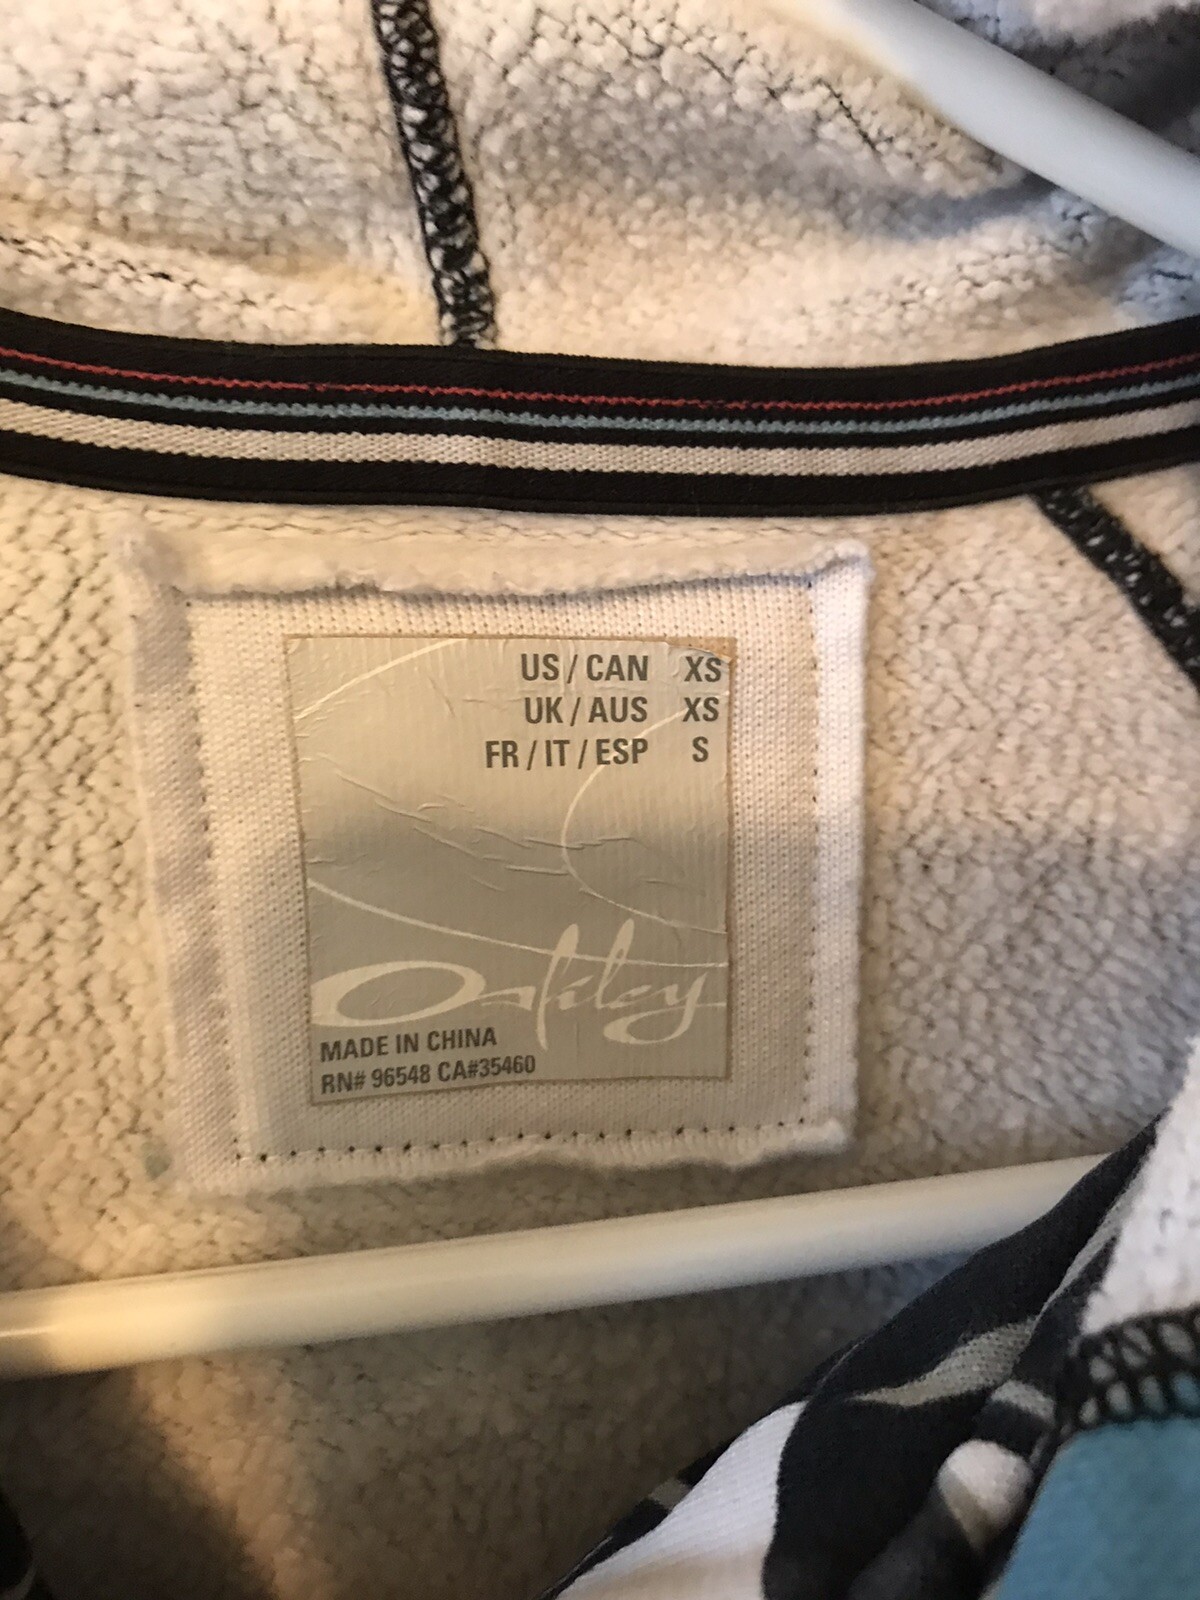 US / CAN XS
UK / AUS XS
FR / IT / ESP S
Oakley
MADE IN CHINA
RN# 96548 CA#35460